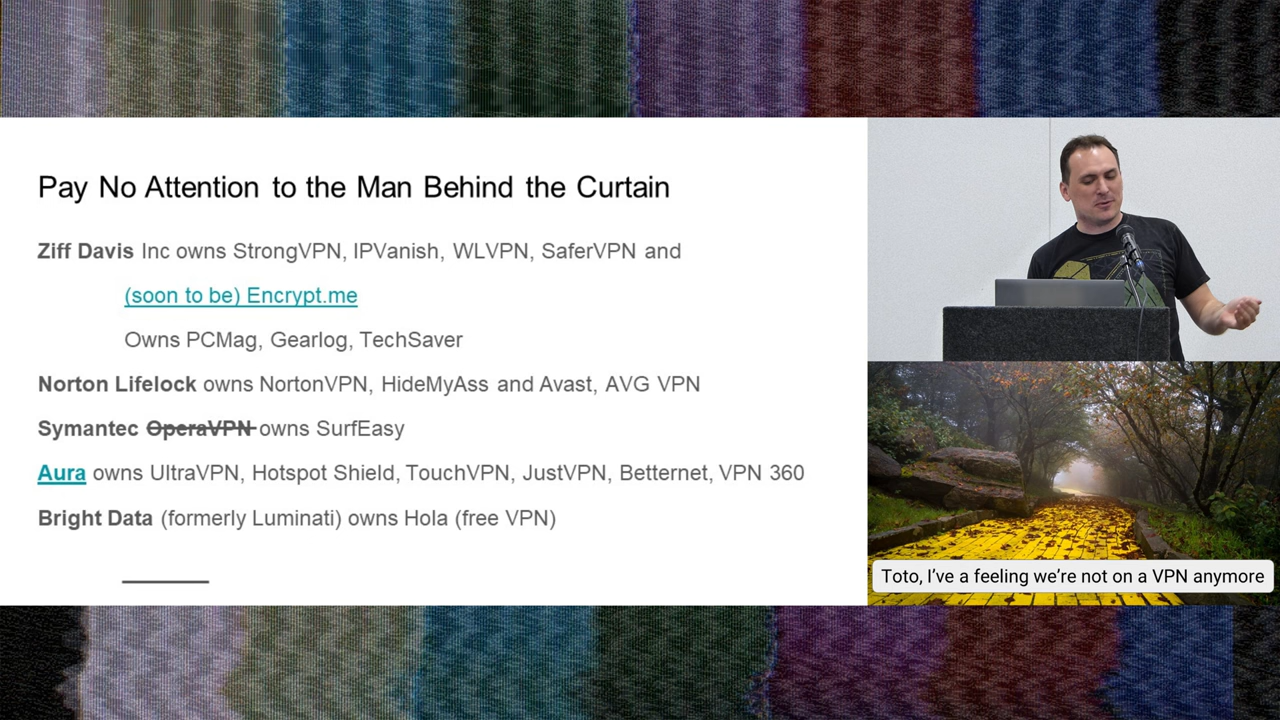 Pay No Attention to the Man Behind the Curtain
Ziff Davis Inc owns StrongVPN, IPVanish, WLVPN, SaferVPN and
(soon to be) Encrypt.me
Owns PCMag, Gearlog, TechSaver
Norton Lifelock owns NortonVPN, HideMyAss and Avast, AVG VPN
Symantec OperaVPN owns SurfEasy
Aura owns UltraVPN, Hotspot Shield, TouchVPN, JustVPN, Betternet, VPN 360
Bright Data (formerly Luminati) owns Hola (free VPN)
Toto, I’ve a feeling we’re not on a VPN anymore